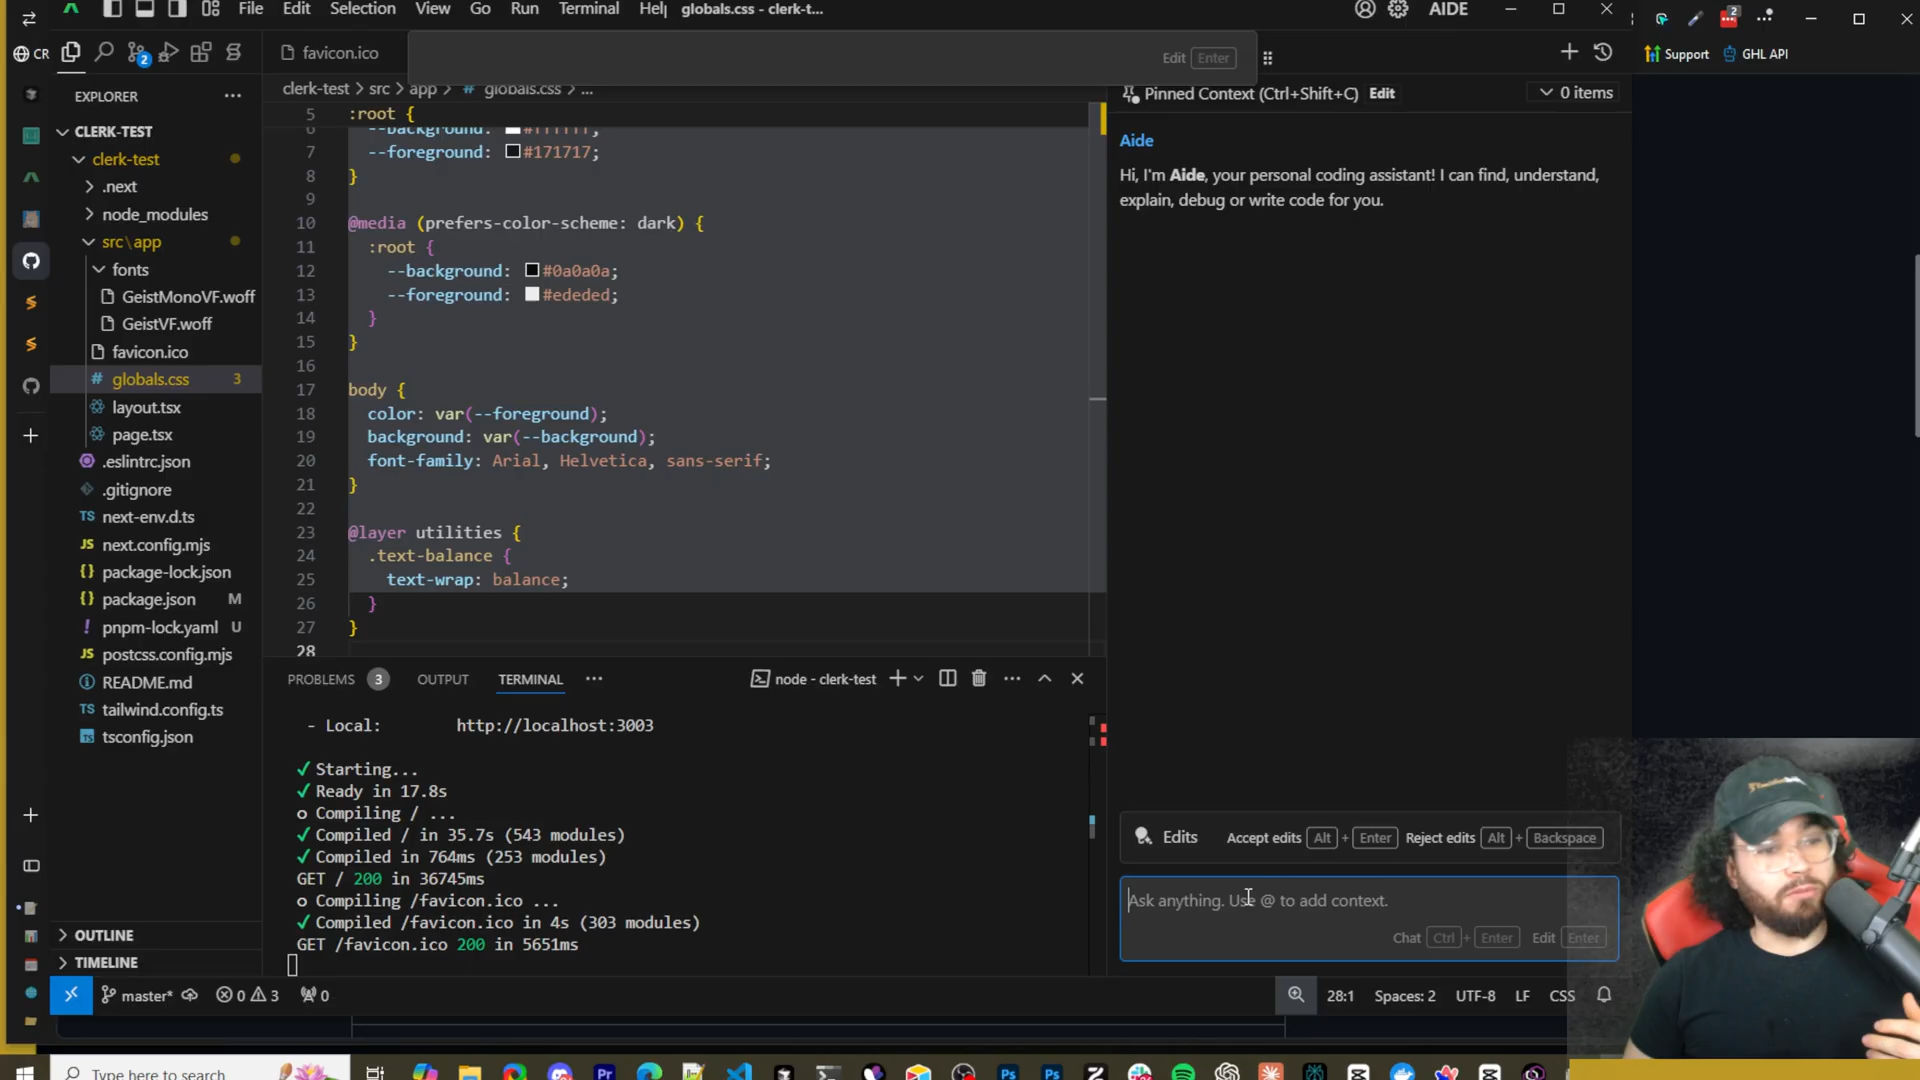 File Edit Selection View Go Run Terminal Help globals.css - clerk-t... AIDE
2
CR
2
favicon.ico
Edit Enter
Support GHL API
EXPLORER
clerk-test > src > app > # globals.css > ...
Pinned Context (Ctrl+Shift+C) Edit 0 items
CLERK-TEST
clerk-test
.next
node_modules
src\app
fonts
GeistMonoVF.woff
GeistVF.woff
favicon.ico
# globals.css 3
layout.tsx
page.tsx
.eslintrc.json
.gitignore
TS next-env.d.ts
JS next.config.mjs
{} package-lock.json
{} package.json M
! pnpm-lock.yaml U
JS postcss.config.mjs
README.md
TS tailwind.config.ts
tsconfig.json
OUTLINE
TIMELINE
5 :root {
6 --background: #ffffff;
7 --foreground: #171717;
8 }
9
10 @media (prefers-color-scheme: dark) {
11 :root {
12 --background: #0a0a0a;
13 --foreground: #ededed;
14 }
15 }
16
17 body {
18 color: var(--foreground);
19 background: var(--background);
20 font-family: Arial, Helvetica, sans-serif;
21 }
22
23 @layer utilities {
24 .text-balance {
25 text-wrap: balance;
26 }
27 }
28
PROBLEMS 3 OUTPUT TERMINAL ... node - clerk-test
- Local: http://localhost:3003
✓ Starting...
✓ Ready in 17.8s
o Compiling / ...
✓ Compiled / in 35.7s (543 modules)
✓ Compiled in 764ms (253 modules)
GET / 200 in 36745ms
o Compiling /favicon.ico ...
✓ Compiled /favicon.ico in 4s (303 modules)
GET /favicon.ico 200 in 5651ms
Aide
Hi, I'm Aide, your personal coding assistant! I can find, understand,
explain, debug or write code for you.
Edits Accept edits Alt + Enter Reject edits Alt + Backspace
Ask anything. Use @ to add context.
Chat Ctrl + Enter Edit Enter
master* 0 3 0 28:1 Spaces: 2 UTF-8 LF CSS
Type here to search